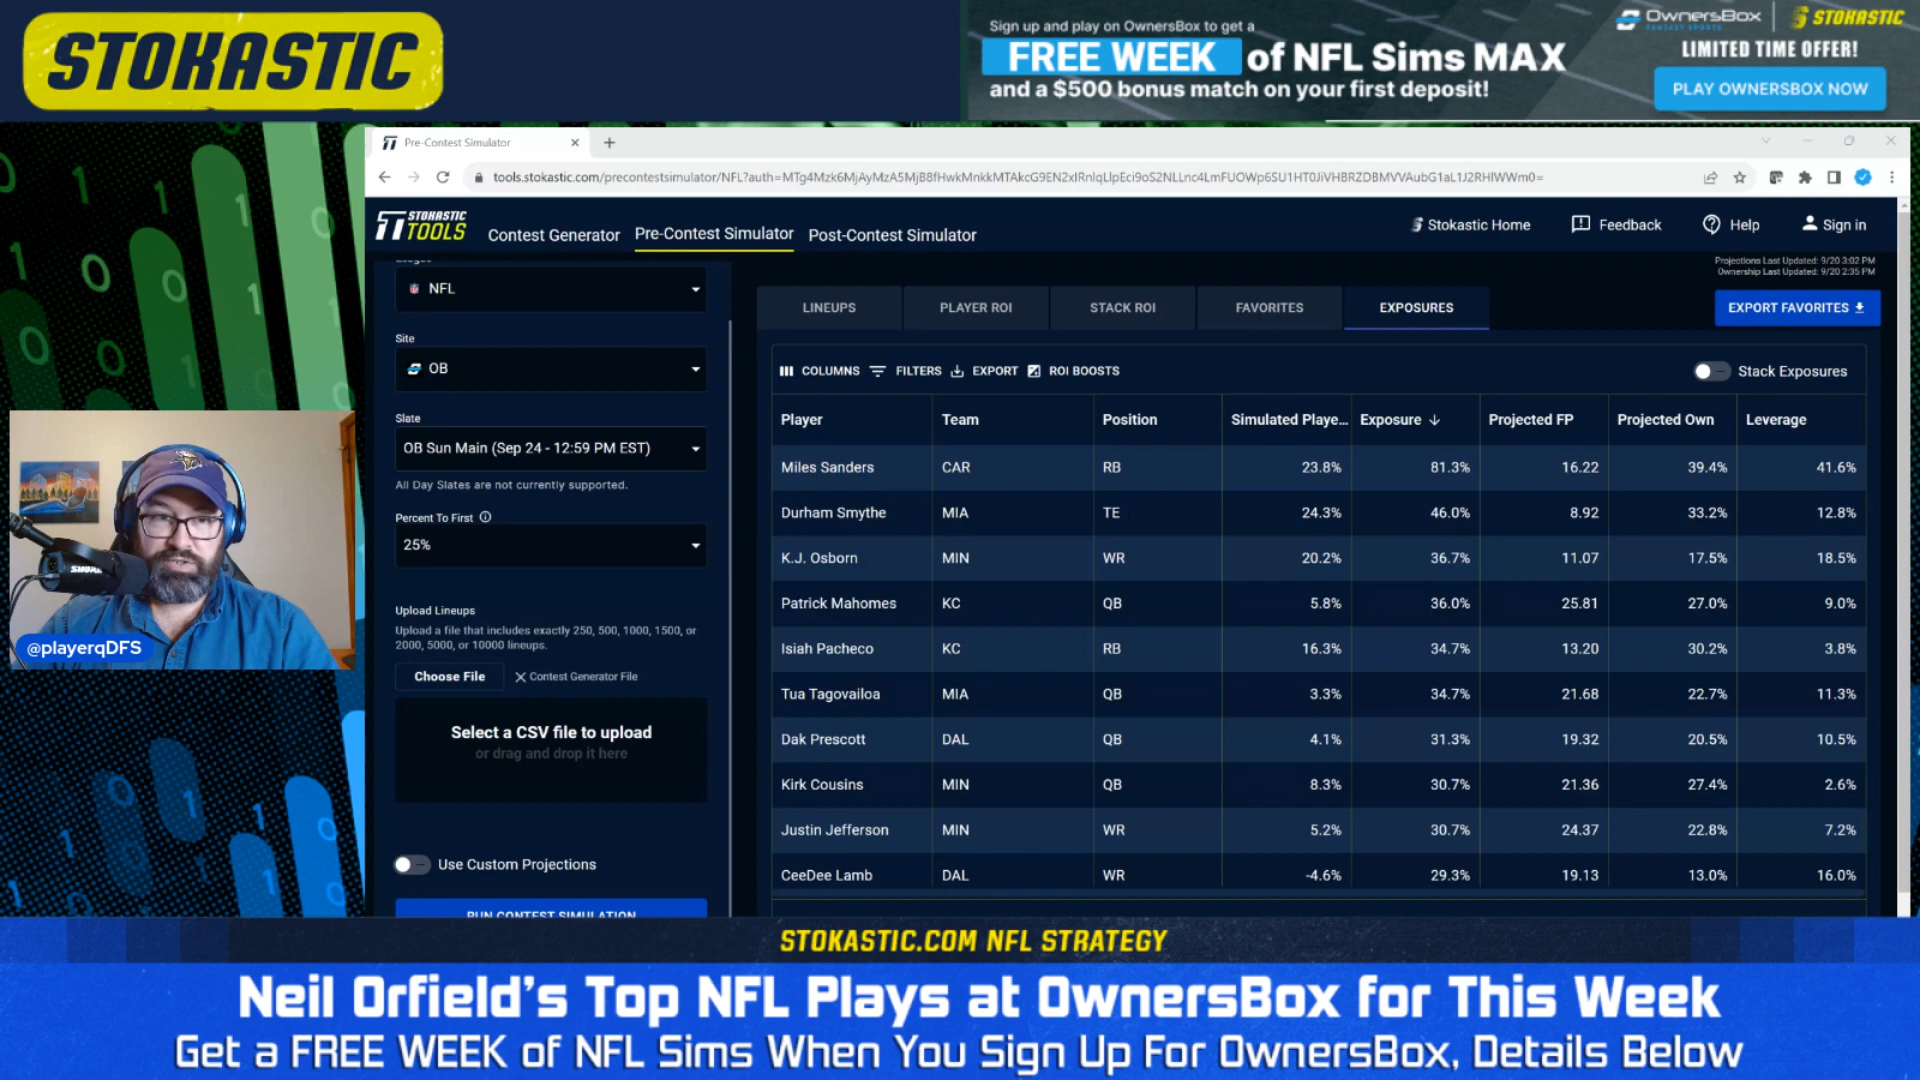 STOKASTIC
Sign up and play on OwnersBox to get a
FREE WEEK of NFL Sims MAX
and a $500 bonus match on your first deposit!
OwnersBox
FANTASY SPORTS
STOKASTIC
LIMITED TIME OFFER!
PLAY OWNERSBOX NOW
Pre-Contest Simulator
STOKASTIC
TOOLS
Contest Generator
Pre-Contest Simulator
Post-Contest Simulator
Stokastic Home
Feedback
Help
Sign in
Projections Last Updated: 9/20 3:02 PM
Ownership Last Updated: 9/20 2:35 PM
NFL
Site
OB
Slate
OB Sun Main (Sep 24 - 12:59 PM EST)
All Day Slates are not currently supported.
Percent To First
25%
Upload Lineups
Upload a file that includes exactly 250, 500, 1000, 1500, or
2000, 5000, or 10000 lineups.
Choose File
Contest Generator File
Select a CSV file to upload
or drag and drop it here
Use Custom Projections
RUN CONTEST SIMULATION
LINEUPS
PLAYER ROI
STACK ROI
FAVORITES
EXPOSURES
EXPORT FAVORITES
COLUMNS
FILTERS
EXPORT
ROI BOOSTS
Stack Exposures
Player Team Position Simulated Playe... Exposure Projected FP Projected Own Leverage
Miles Sanders CAR RB 23.8% 81.3% 16.22 39.4% 41.6%
Durham Smythe MIA TE 24.3% 46.0% 8.92 33.2% 12.8%
K.J. Osborn MIN WR 20.2% 36.7% 11.07 17.5% 18.5%
Patrick Mahomes KC QB 5.8% 36.0% 25.81 27.0% 9.0%
Isiah Pacheco KC RB 16.3% 34.7% 13.20 30.2% 3.8%
Tua Tagovailoa MIA QB 3.3% 34.7% 21.68 22.7% 11.3%
Dak Prescott DAL QB 4.1% 31.3% 19.32 20.5% 10.5%
Kirk Cousins MIN QB 8.3% 30.7% 21.36 27.4% 2.6%
Justin Jefferson MIN WR 5.2% 30.7% 24.37 22.8% 7.2%
CeeDee Lamb DAL WR -4.6% 29.3% 19.13 13.0% 16.0%
SHURE
@playerqDFS
STOKASTIC.COM NFL STRATEGY
Neil Orfield's Top NFL Plays at OwnersBox for This Week
Get a FREE WEEK of NFL Sims When You Sign Up For OwnersBox, Details Below